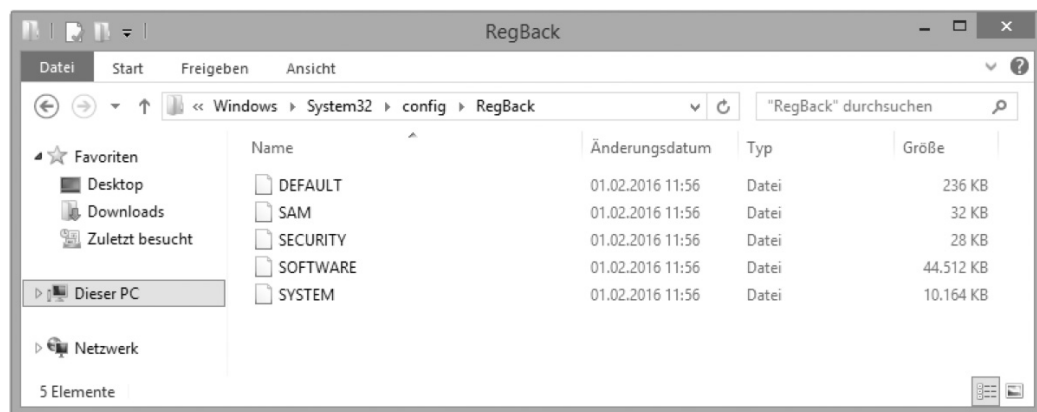 RegBack
Datei Start Freigeben Ansicht
« Windows System32 config RegBack "RegBack" durchsuchen
Name Änderungsdatum Typ Größe
Favoriten
Desktop
Downloads
Zuletzt besucht
Dieser PC
Netzwerk
DEFAULT 01.02.2016 11:56 Datei 236 KB
SAM 01.02.2016 11:56 Datei 32 KB
SECURITY 01.02.2016 11:56 Datei 28 KB
SOFTWARE 01.02.2016 11:56 Datei 44.512 KB
SYSTEM 01.02.2016 11:56 Datei 10.164 KB
5 Elemente